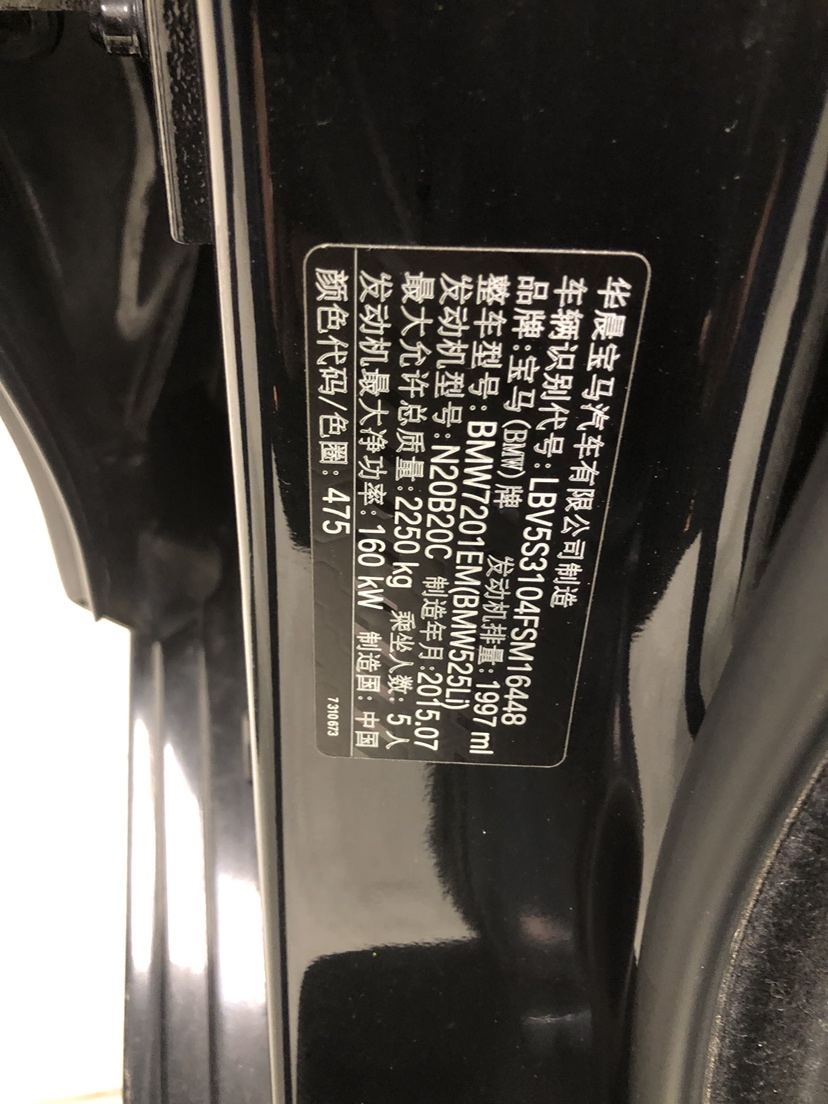 华晨宝马汽车有限公司制造
车辆识别代号:LBV5S3104FSM16448
品牌:宝马(BMW)牌 发动机排量:1997 ml
整车型号:BMW7201EM(BMW525Li)
发动机型号:N20B20C 制造年月:2015.07
最大允许总质量:2250 kg 乘坐人数:5人
发动机最大净功率:160 kW 制造国:中国
颜色代码/色圈:475
7 310 673